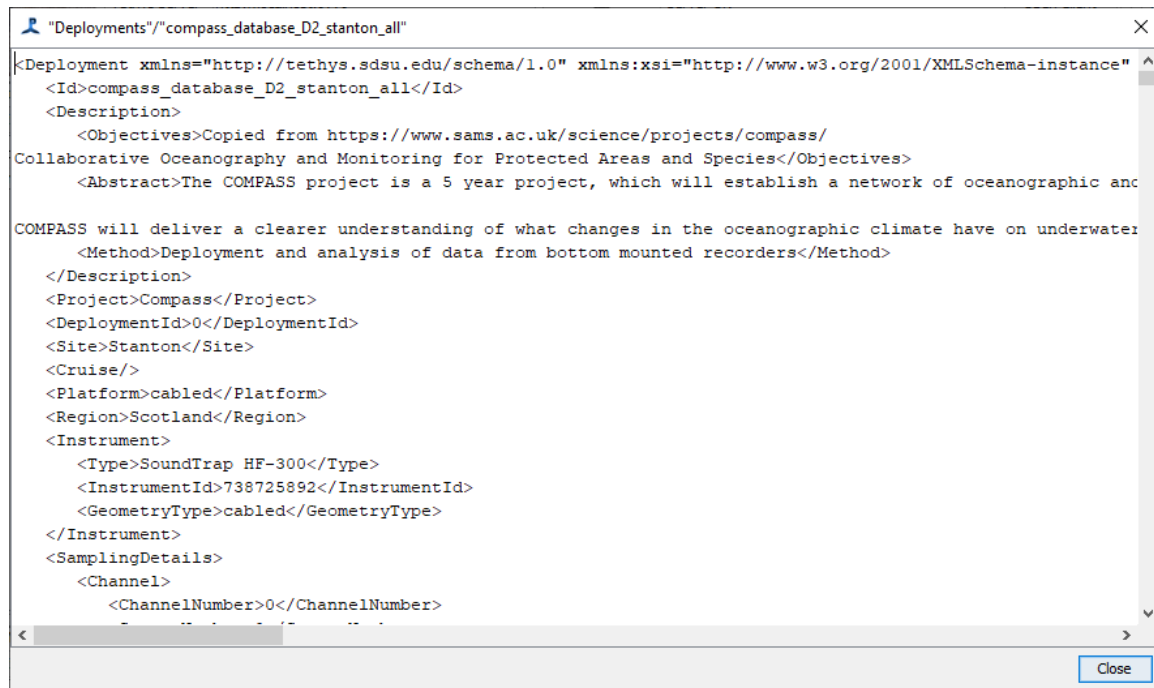 "Deployments"/"compass_database_D2_stanton_all"
<Deployment xmlns="http://tethys.sdsu.edu/schema/1.0" xmlns:xsi="http://www.w3.org/2001/XMLSchema-instance"
<Id>compass_database_D2_stanton_all</Id>
<Description>
<Objectives>Copied from https://www.sams.ac.uk/science/projects/compass/
Collaborative Oceanography and Monitoring for Protected Areas and Species</Objectives>
<Abstract>The COMPASS project is a 5 year project, which will establish a network of oceanographic and
COMPASS will deliver a clearer understanding of what changes in the oceanographic climate have on underwater
<Method>Deployment and analysis of data from bottom mounted recorders</Method>
</Description>
<Project>Compass</Project>
<DeploymentId>0</DeploymentId>
<Site>Stanton</Site>
<Cruise/>
<Platform>cabled</Platform>
<Region>Scotland</Region>
<Instrument>
<Type>SoundTrap HF-300</Type>
<InstrumentId>738725892</InstrumentId>
<GeometryType>cabled</GeometryType>
</Instrument>
<SamplingDetails>
<Channel>
<ChannelNumber>0</ChannelNumber>
Close